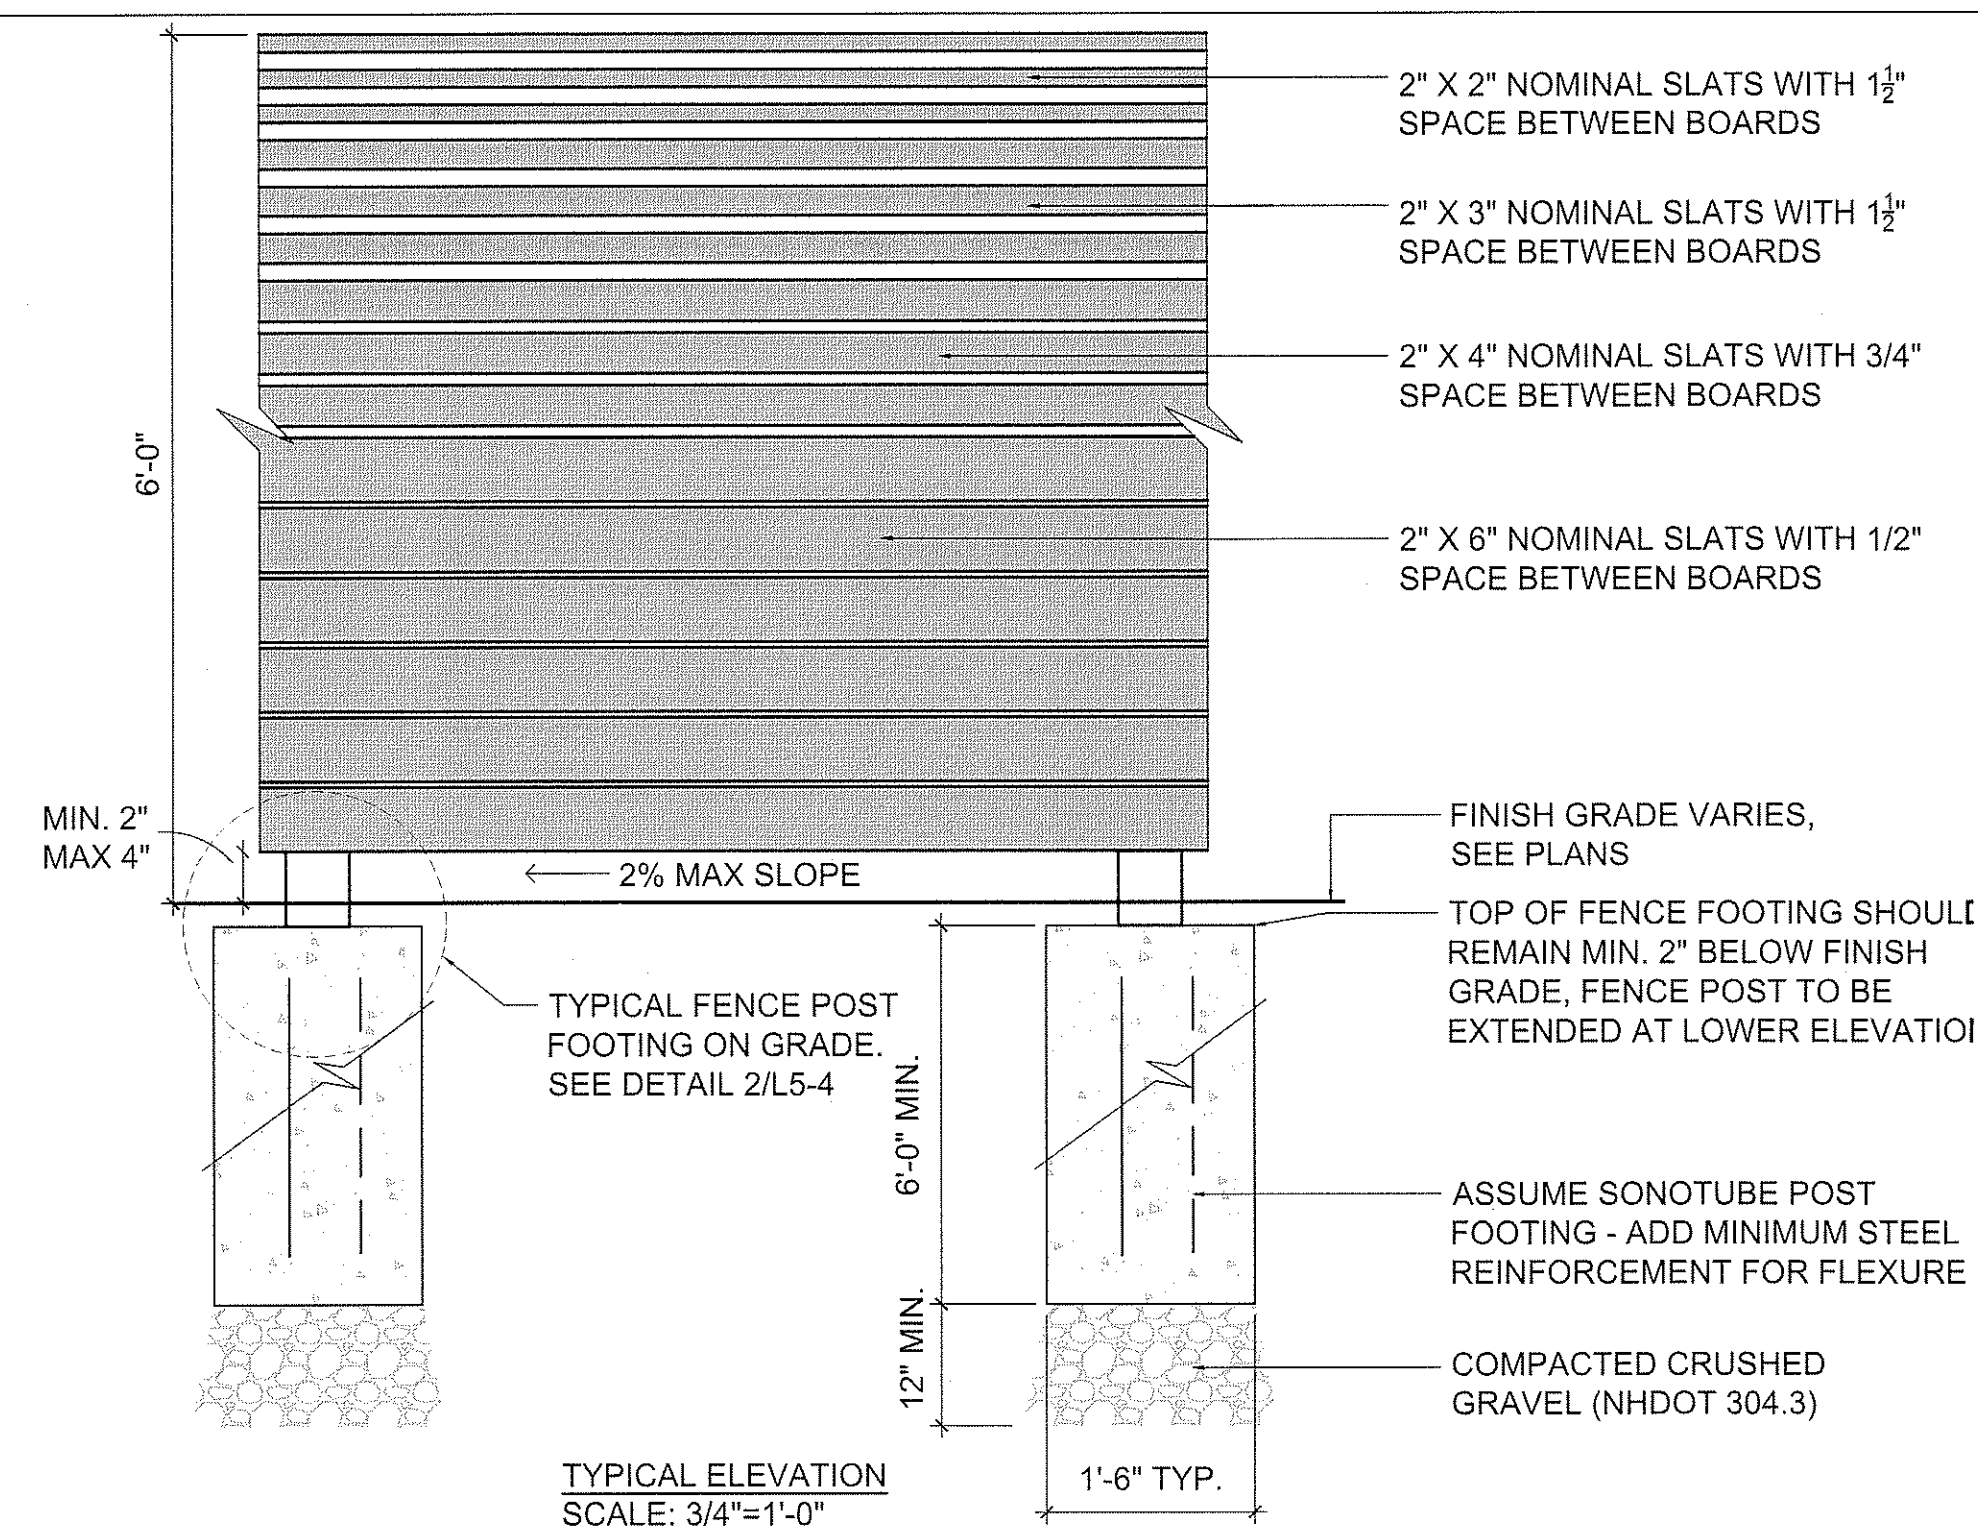 2" X 2" NOMINAL SLATS WITH 1½"
SPACE BETWEEN BOARDS
2" X 3" NOMINAL SLATS WITH 1½"
SPACE BETWEEN BOARDS
2" X 4" NOMINAL SLATS WITH 3/4"
SPACE BETWEEN BOARDS
6'-0"
2" X 6" NOMINAL SLATS WITH 1/2"
SPACE BETWEEN BOARDS
MIN. 2"
MAX 4"
2% MAX SLOPE
FINISH GRADE VARIES,
SEE PLANS
TOP OF FENCE FOOTING
REMAIN MIN. 2" BELOW FINISH
GRADE, FENCE POST TO BE
EXTENDED AT LOWER
TYPICAL FENCE POST
FOOTING ON GRADE.
SEE DETAIL 2/L5-4
6'-0" MIN.
ASSUME SONOTUBE POST
FOOTING - ADD MINIMUM STEEL
REINFORCEMENT FOR FLEXURE
12" MIN.
COMPACTED CRUSHED
GRAVEL (NHDOT 304.3)
1'-6" TYP.
TYPICAL ELEVATION
SCALE: 3/4"=1'-0"